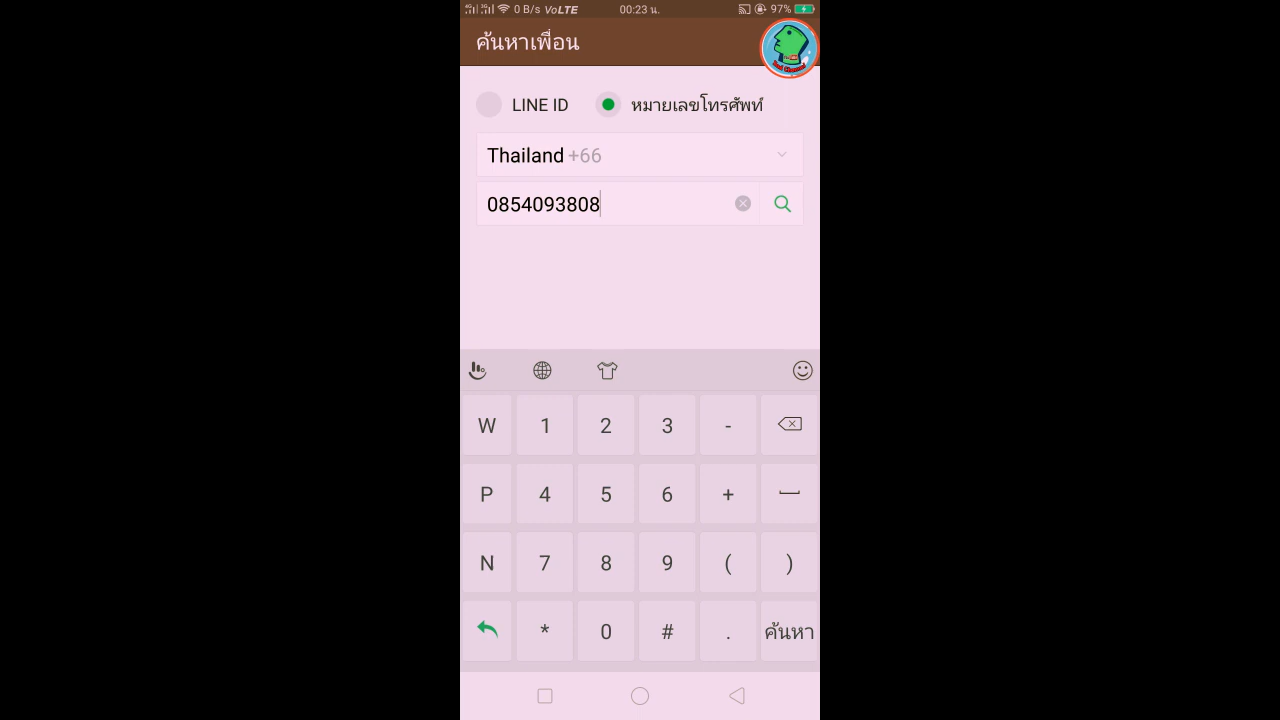 0 B/s VoLTE 00:23 น. 97%
ค้นหาเพื่อน
LINE ID หมายเลขโทรศัพท์
Thailand +66
0854093808
W 1 2 3 -
P 4 5 6 +
N 7 8 9 ( )
* 0 # . ค้นหา